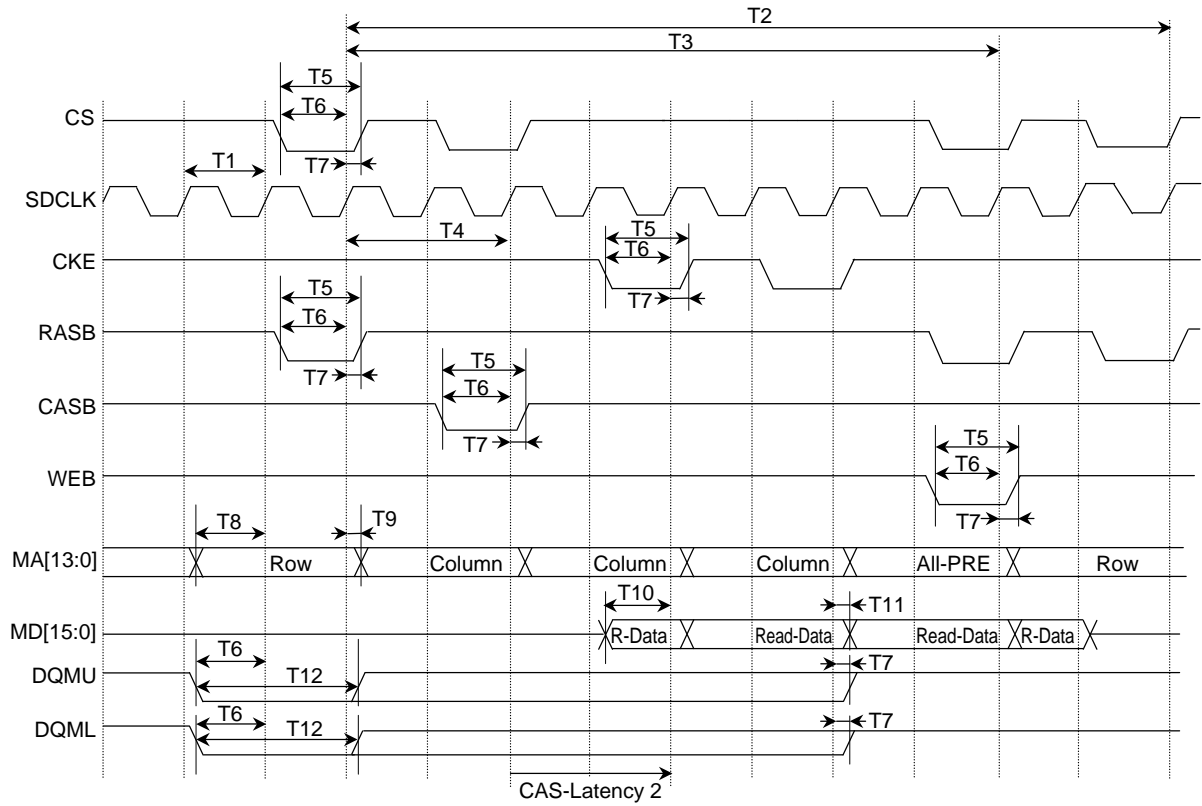 T2
T3
T5
T6
CS
T1
T7
SDCLK
T4
T5
CKE
T6
T5
T7
T6
RASB
T5
T7
T6
CASB
T7
T5
T6
WEB
T8
T9
T7
MA[13:0]
Row
Column
Column
Column
All-PRE
Row
T10
T11
MD[15:0]
R-Data
Read-Data
Read-Data
R-Data
T6
T7
DQMU
T12
T6
T7
DQML
T12
CAS-Latency 2